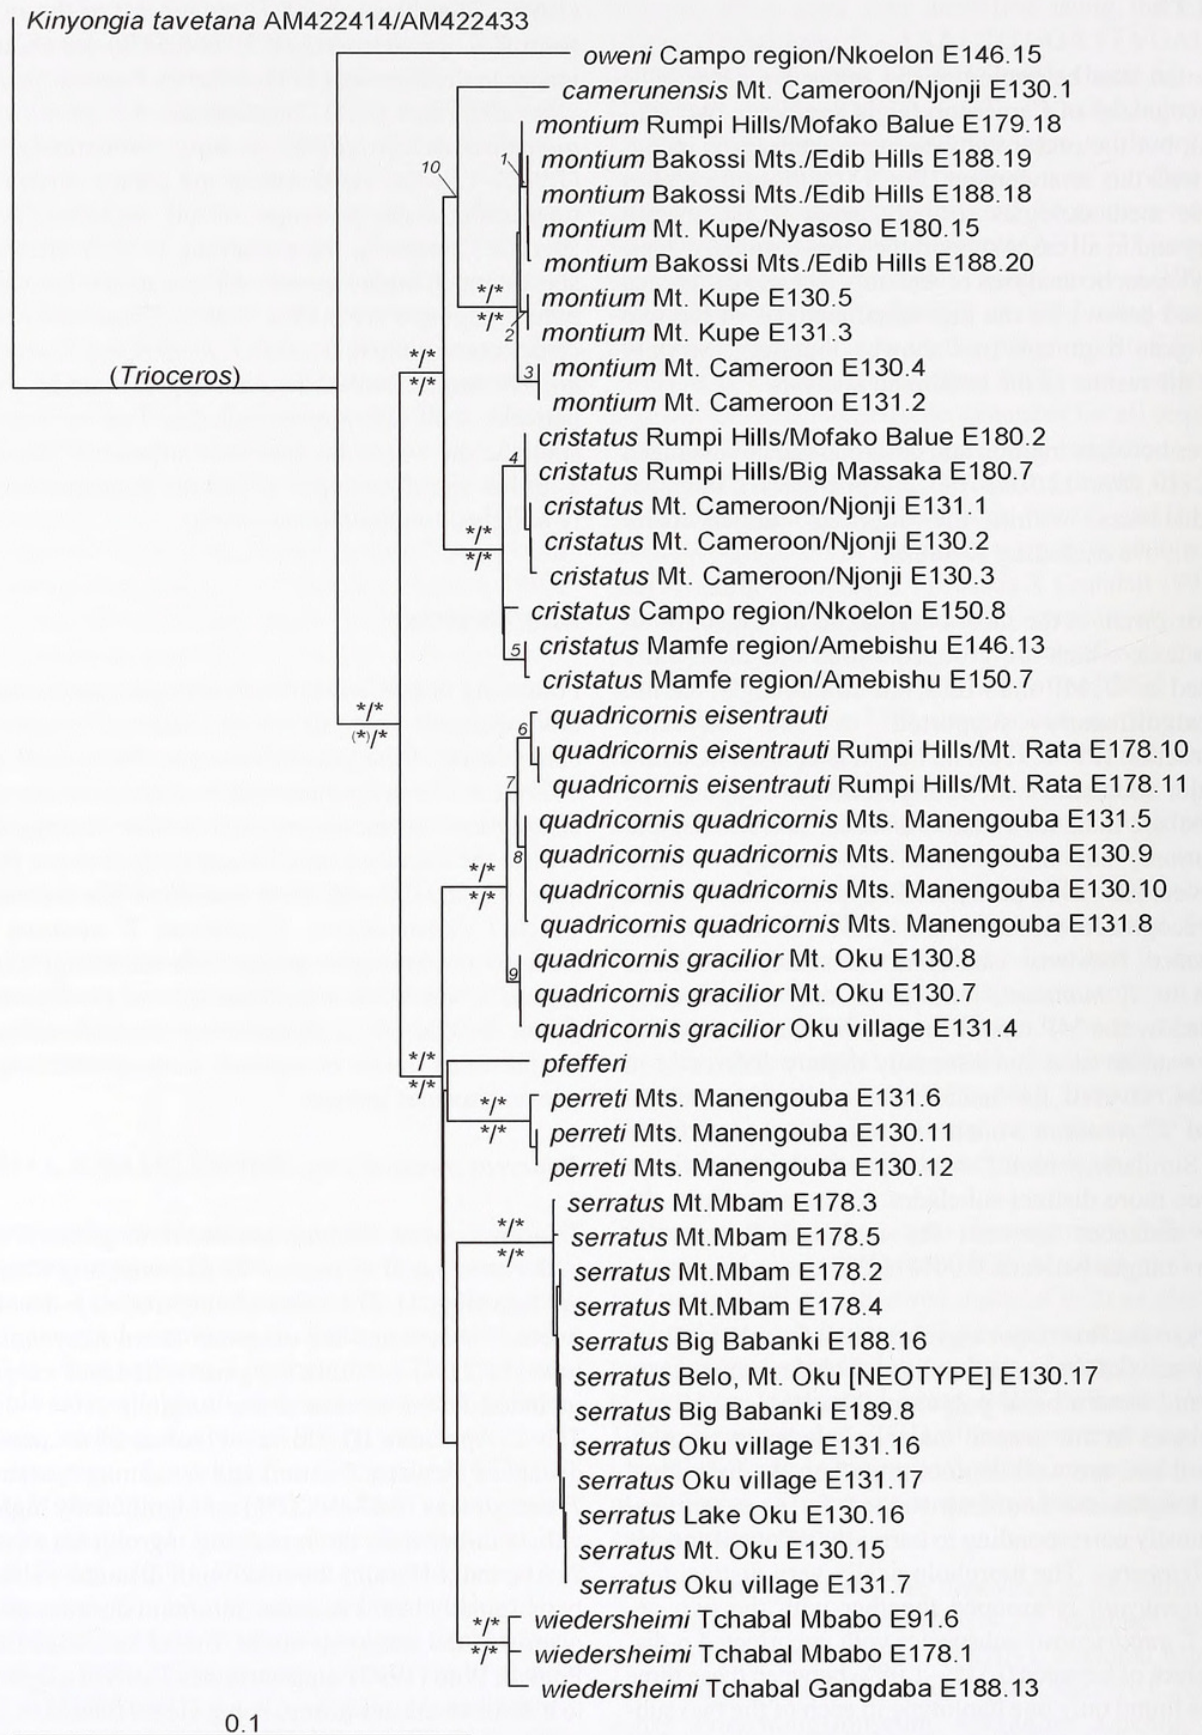 Kinyongia tavetana AM422414/AM422433
oweni Campo region/Nkoelon E146.15
camerunensis Mt. Cameroon/Njonji E130.1
montium Rumpi Hills/Mofako Balue E179.18
1
montium Bakossi Mts./Edib Hills E188.19
10
montium Bakossi Mts./Edib Hills E188.18
montium Mt. Kupe/Nyasoso E180.15
montium Bakossi Mts./Edib Hills E188.20
*/*
montium Mt. Kupe E130.5
*/*
2
montium Mt. Kupe E131.3
*/*
(Trioceros)
*/*
3
montium Mt. Cameroon E130.4
montium Mt. Cameroon E131.2
cristatus Rumpi Hills/Mofako Balue E180.2
4
cristatus Rumpi Hills/Big Massaka E180.7
cristatus Mt. Cameroon/Njonji E131.1
*/*
*/*
cristatus Mt. Cameroon/Njonji E130.2
cristatus Mt. Cameroon/Njonji E130.3
cristatus Campo region/Nkoelon E150.8
5
cristatus Mamfe region/Amebishu E146.13
cristatus Mamfe region/Amebishu E150.7
*/*
(*)/*
quadricornis eisentrauti
6
quadricornis eisentrauti Rumpi Hills/Mt. Rata E178.10
7
quadricornis eisentrauti Rumpi Hills/Mt. Rata E178.11
quadricornis quadricornis Mts. Manengouba E131.5
8
quadricornis quadricornis Mts. Manengouba E130.9
*/*
*/*
quadricornis quadricornis Mts. Manengouba E130.10
quadricornis quadricornis Mts. Manengouba E131.8
quadricornis gracilior Mt. Oku E130.8
9
quadricornis gracilior Mt. Oku E130.7
quadricornis gracilior Oku village E131.4
*/*
*/*
pfefferi
perreti Mts. Manengouba E131.6
*/*
*/*
perreti Mts. Manengouba E130.11
perreti Mts. Manengouba E130.12
serratus Mt.Mbam E178.3
*/*
*/*
serratus Mt.Mbam E178.5
serratus Mt.Mbam E178.2
serratus Mt.Mbam E178.4
serratus Big Babanki E188.16
serratus Belo, Mt. Oku [NEOTYPE] E130.17
serratus Big Babanki E189.8
serratus Oku village E131.16
serratus Oku village E131.17
serratus Lake Oku E130.16
serratus Mt. Oku E130.15
serratus Oku village E131.7
*/*
*/*
wiedersheimi Tchabal Mbabo E91.6
wiedersheimi Tchabal Mbabo E178.1
wiedersheimi Tchabal Gangdaba E188.13
0.1